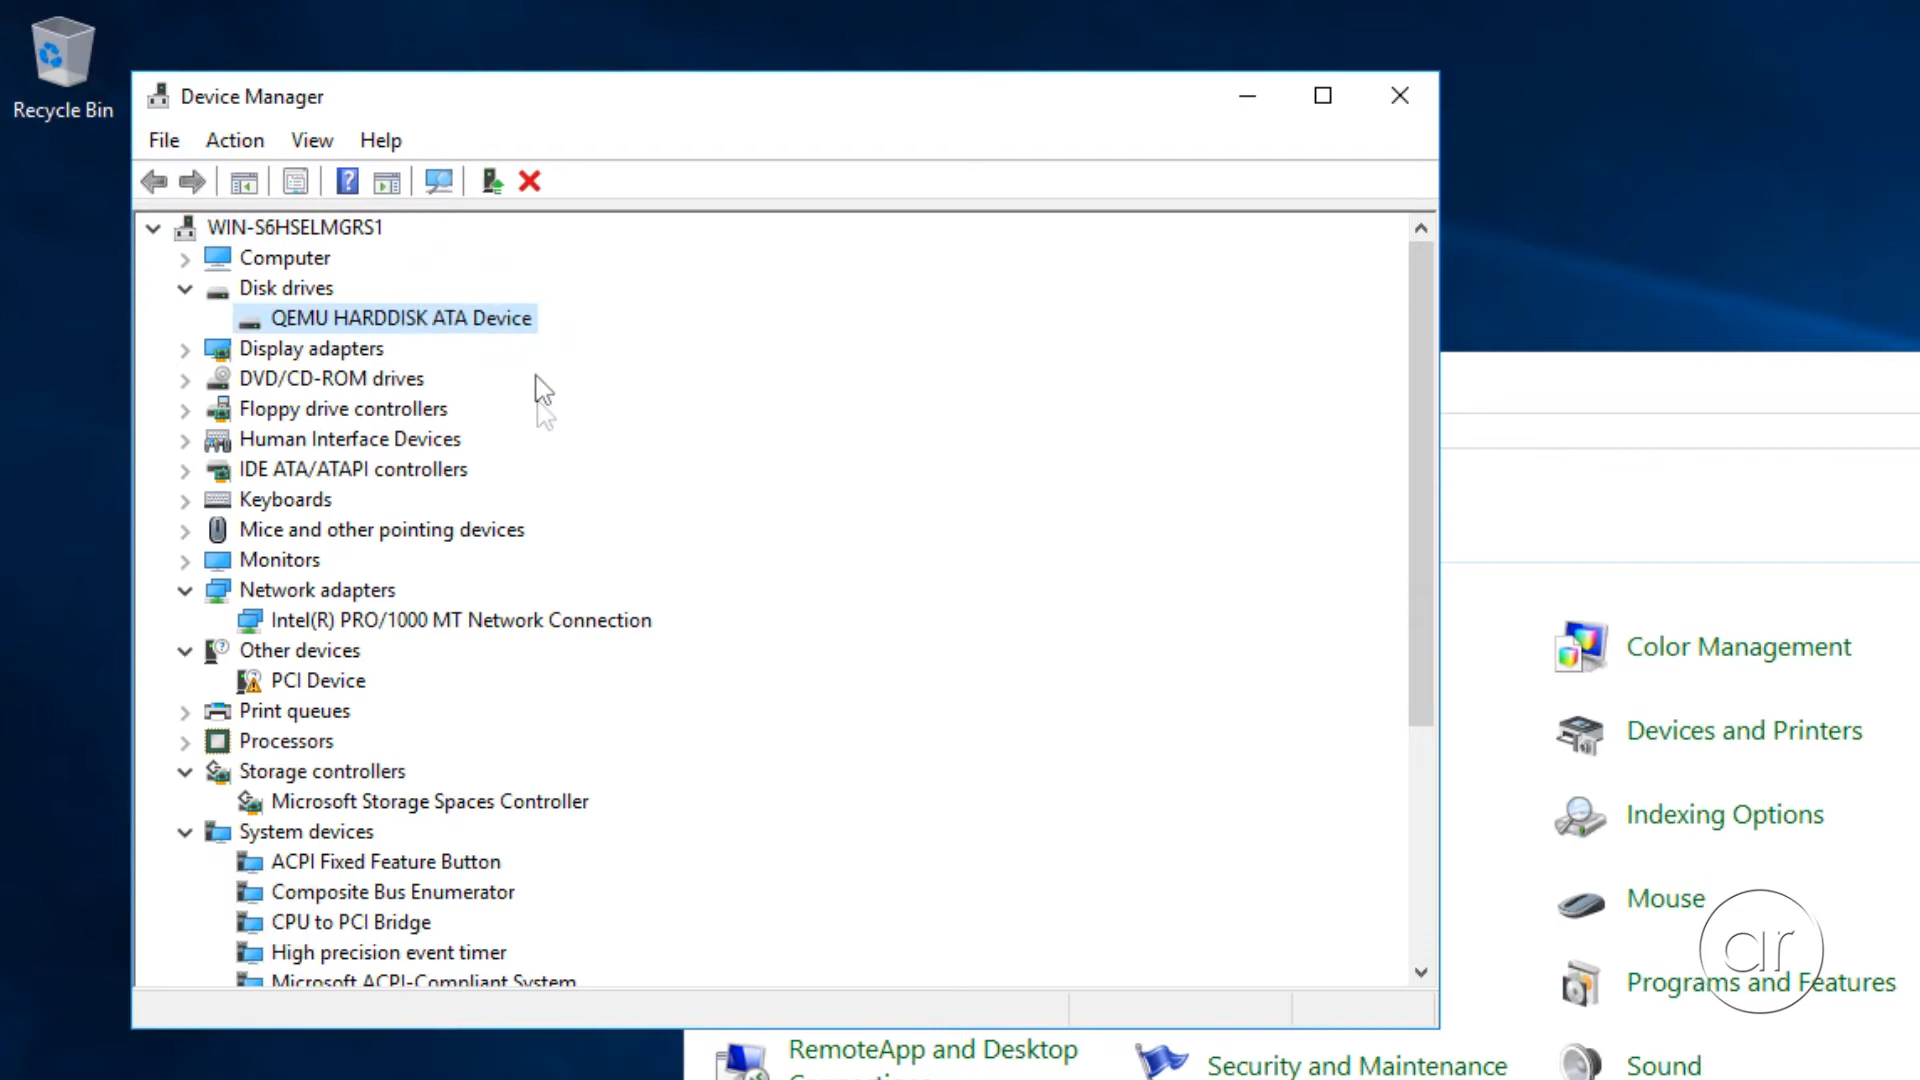 Recycle Bin
Device Manager
File Action View Help
WIN-S6HSELMGRS1
Computer
Disk drives
QEMU HARDDISK ATA Device
Display adapters
DVD/CD-ROM drives
Floppy drive controllers
Human Interface Devices
IDE ATA/ATAPI controllers
Keyboards
Mice and other pointing devices
Monitors
Network adapters
Intel(R) PRO/1000 MT Network Connection
Other devices
PCI Device
Print queues
Processors
Storage controllers
Microsoft Storage Spaces Controller
System devices
ACPI Fixed Feature Button
Composite Bus Enumerator
CPU to PCI Bridge
High precision event timer
Microsoft ACPI-Compliant System
Color Management
Devices and Printers
Indexing Options
Mouse
ar
Programs and Features
RemoteApp and Desktop
Security and Maintenance
Sound